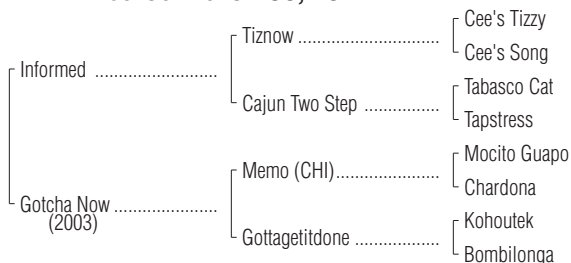 Cee's Tizzy
Tiznow
Cee's Song
Informed
Tabasco Cat
Cajun Two Step
Tapstress
Mocito Guapo
Memo (CHI)
Chardona
Gotcha Now
(2003)
Kohoutek
Gottagetitdone
Bombilonga